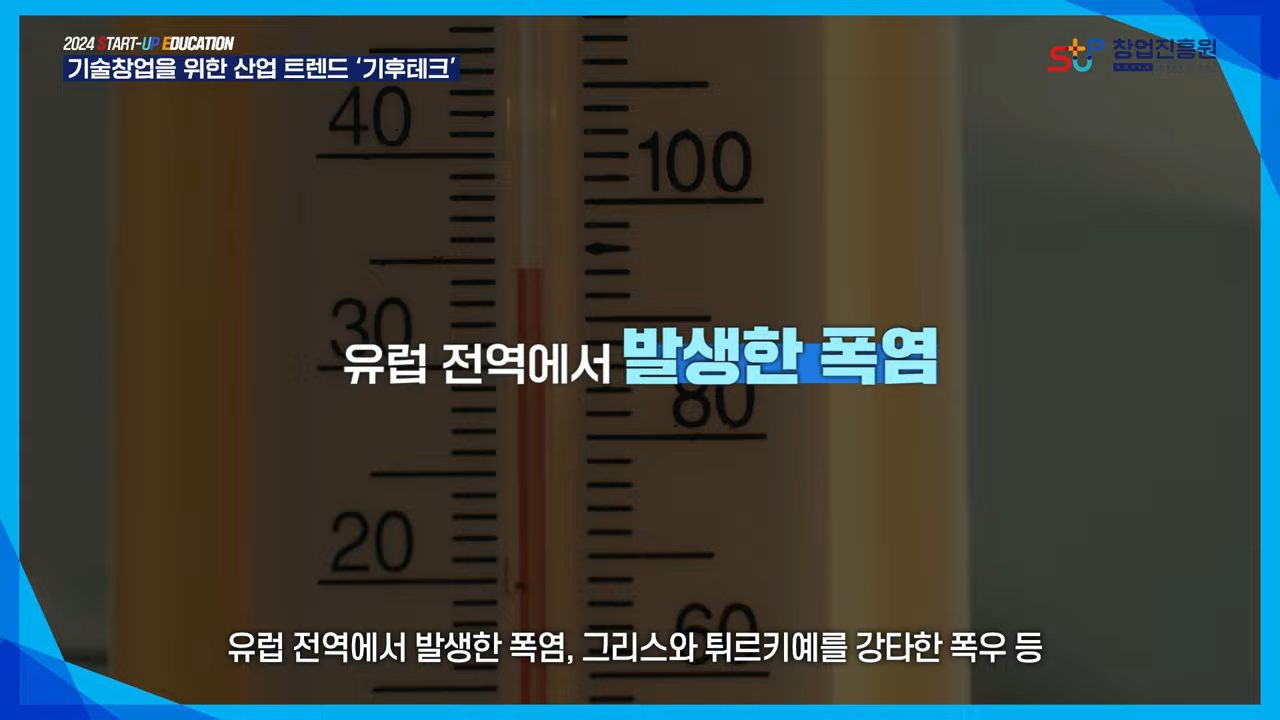 2024 START-UP EDUCATION
기술창업을 위한 산업 트렌드 ‘기후테크’
창업진흥원
40
100
30
유럽 전역에서 발생한 폭염
80
20
60
유럽 전역에서 발생한 폭염, 그리스와 튀르키예를 강타한 폭우 등